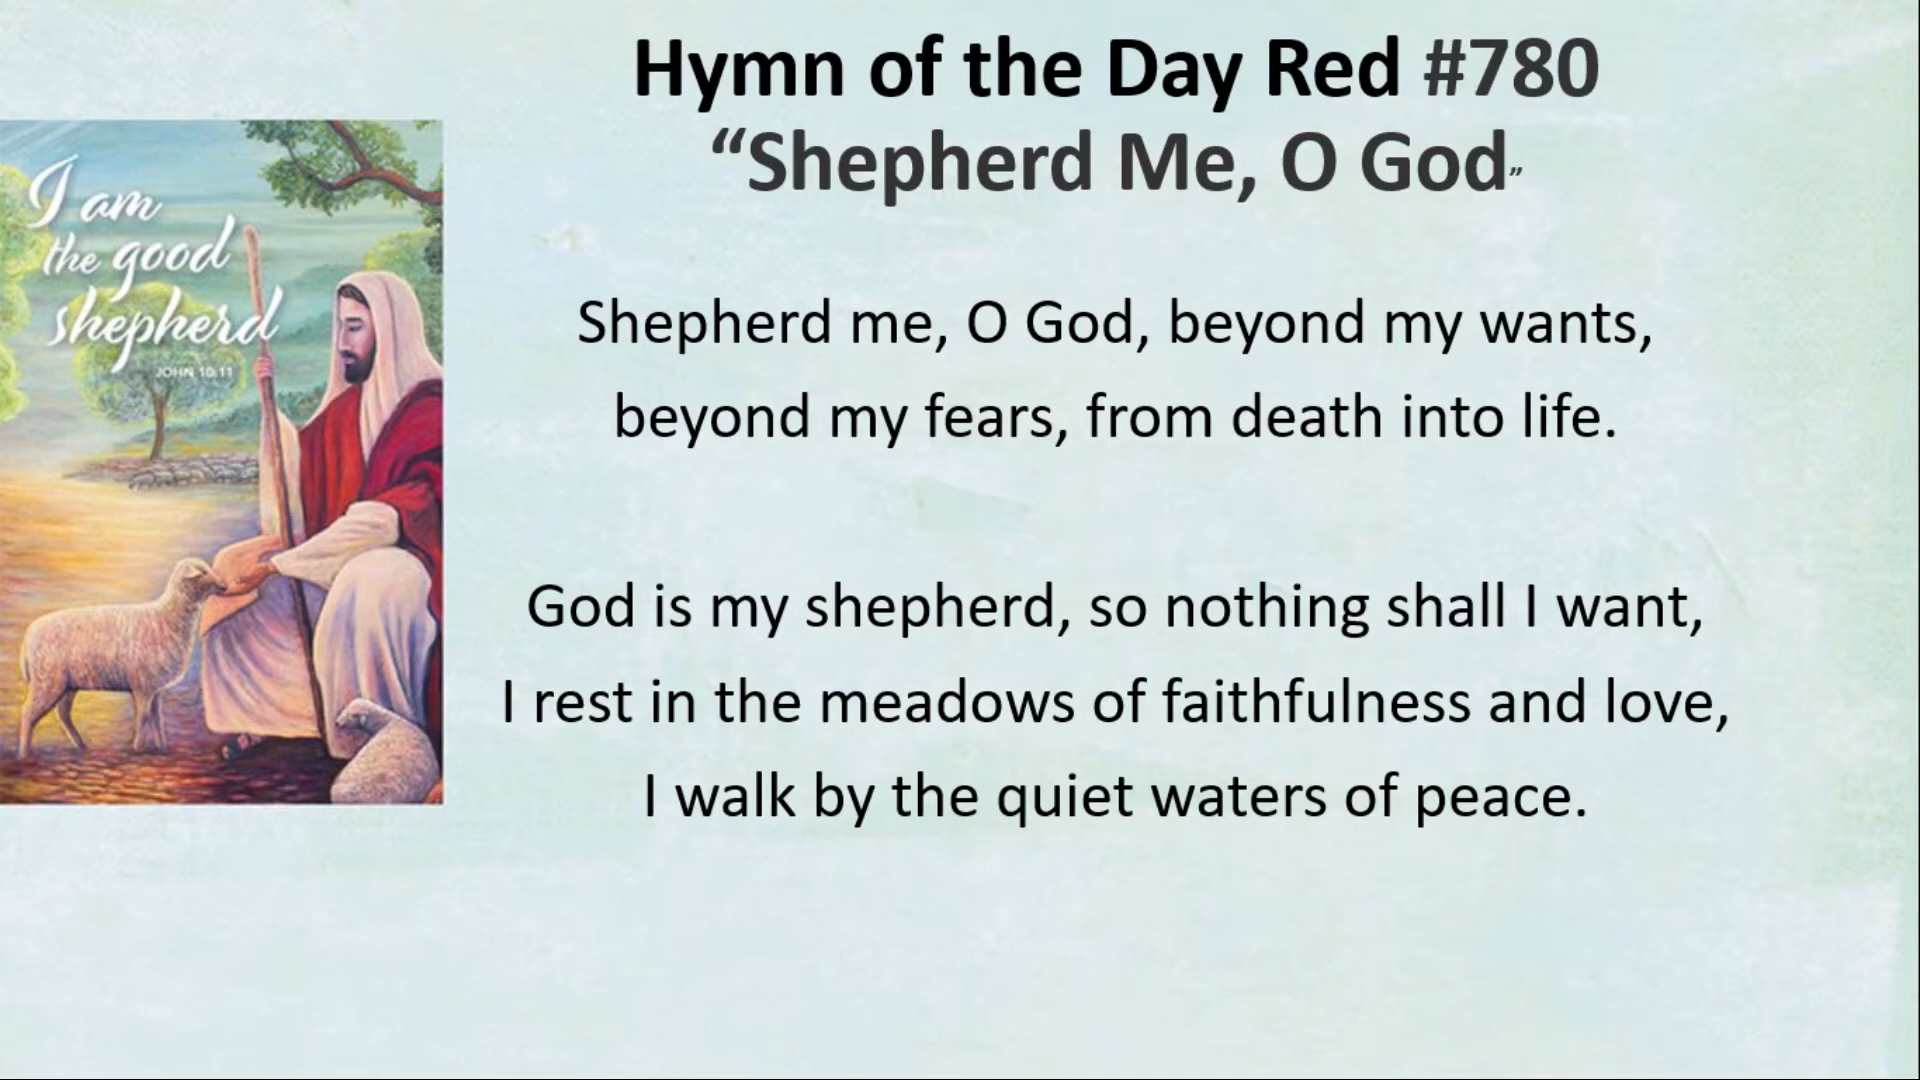 Hymn of the Day Red #780
“Shepherd Me, O God”
I am
the good
shepherd
JOHN 10:11
Shepherd me, O God, beyond my wants,
beyond my fears, from death into life.
God is my shepherd, so nothing shall I want,
I rest in the meadows of faithfulness and love,
I walk by the quiet waters of peace.